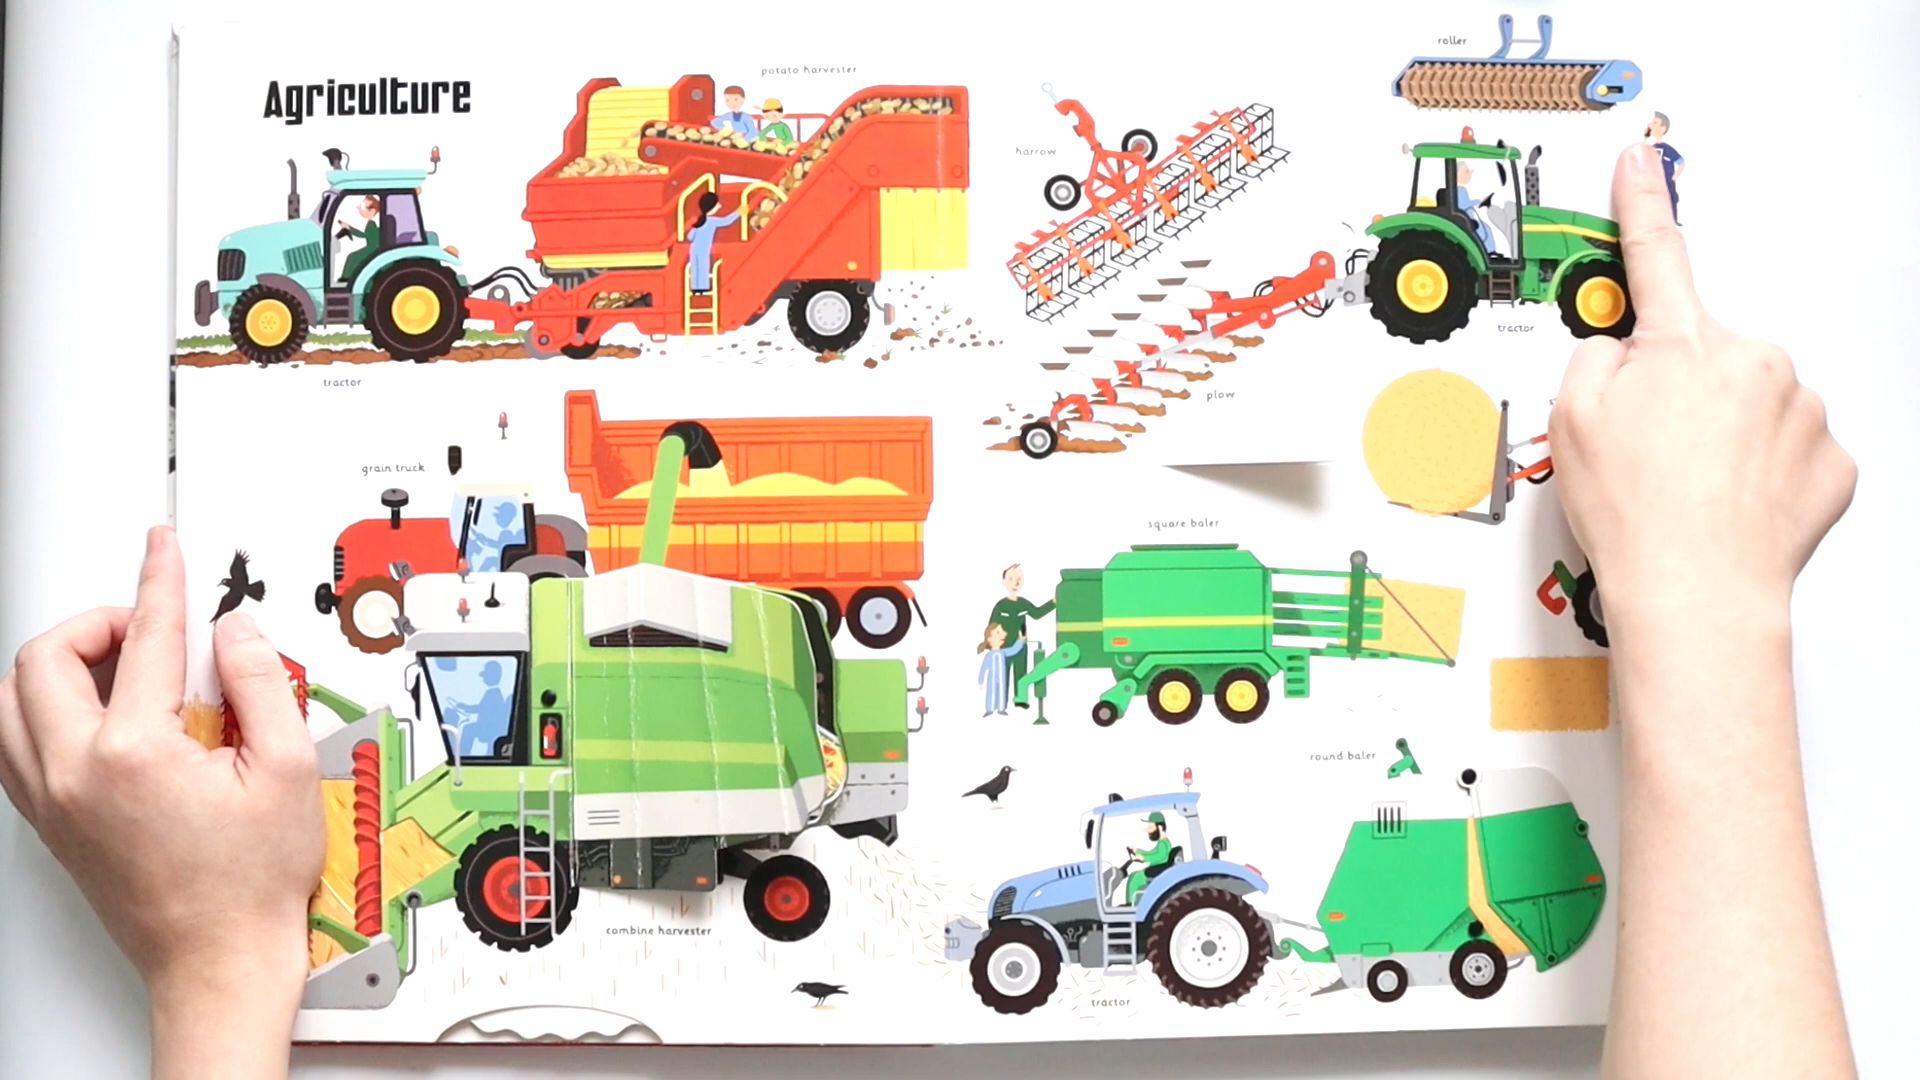 Agriculture
potato harvester
tractor
grain truck
combine harvester
roller
harrow
tractor
plow
square baler
round baler
tractor